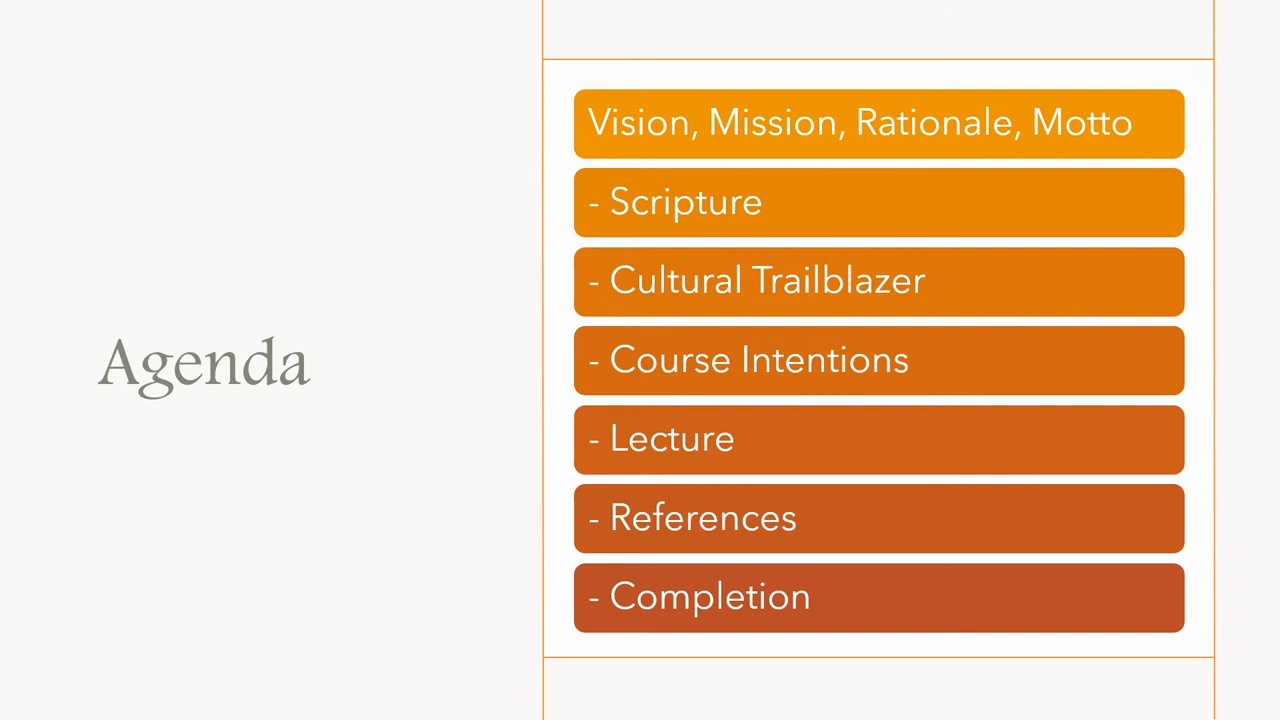 Agenda
Vision, Mission, Rationale, Motto
- Scripture
- Cultural Trailblazer
- Course Intentions
- Lecture
- References
- Completion